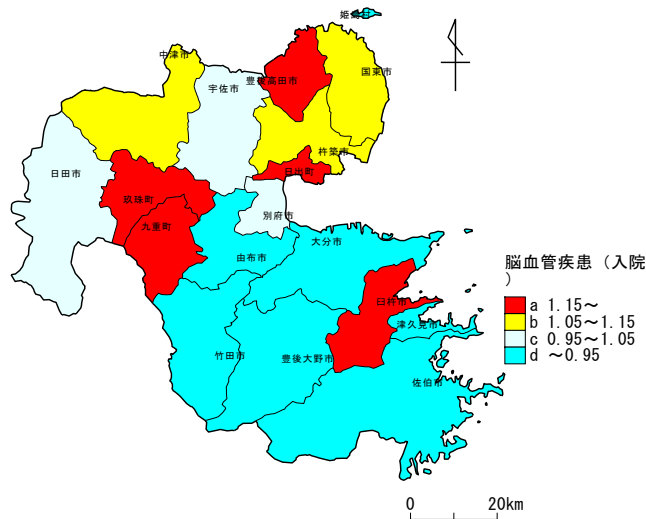 姫島村
中津市
国東市
宇佐市
豊後高田市
杵築市
日田市
日出町
玖珠町
別府市
九重町
大分市
由布市
臼杵市
津久見市
竹田市
豊後大野市
佐伯市
脳血管疾患（入院
）
a 1.15～
b 1.05～1.15
c 0.95～1.05
d ～0.95
0 20km